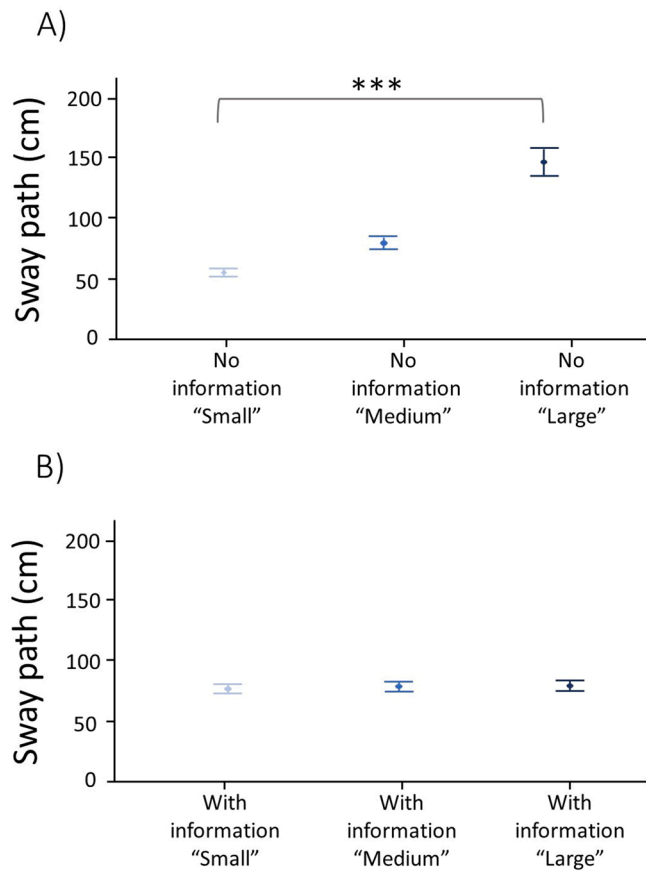 A)
***
200
150
100
50
0
Sway path (cm)
No information “Small”
No information “Medium”
No information “Large”
B)
200
150
100
50
0
Sway path (cm)
With information “Small”
With information “Medium”
With information “Large”